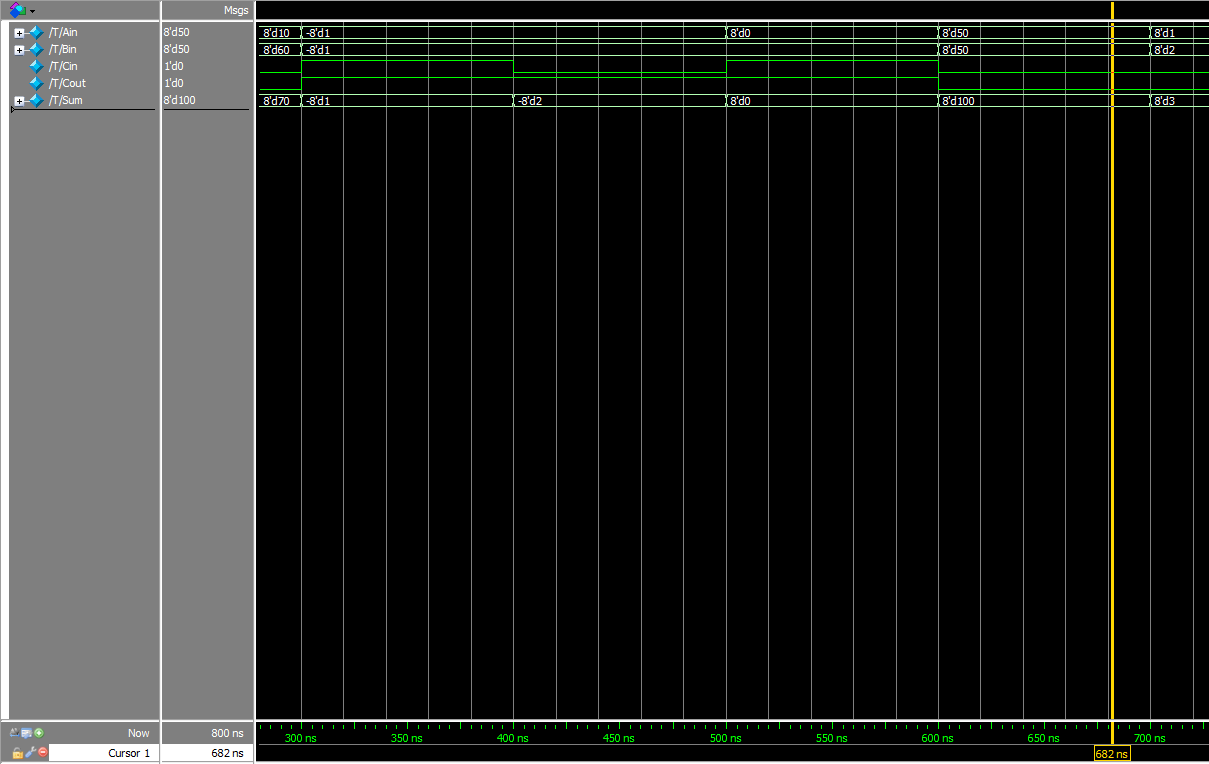 Msgs
/T/Ain 8'd50 8'd10 -8'd1 8'd0 8'd50 8'd1
/T/Bin 8'd50 8'd60 -8'd1 8'd50 8'd2
/T/Cin 1'd0
/T/Cout 1'd0
/T/Sum 8'd100 8'd70 -8'd1 -8'd2 8'd0 8'd100 8'd3
Now 800 ns 300 ns 350 ns 400 ns 450 ns 500 ns 550 ns 600 ns 650 ns 700 ns
Cursor 1 682 ns 682 ns